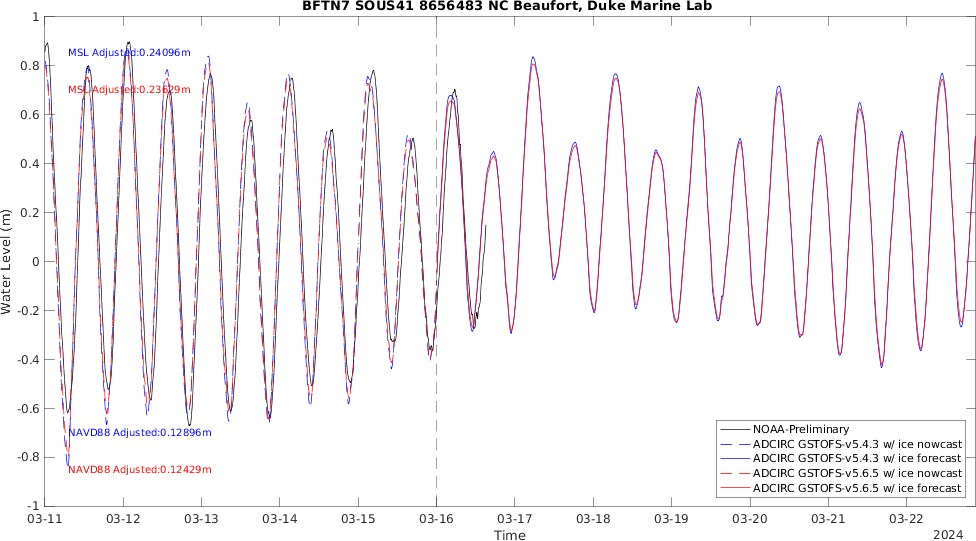 BFTN7 SOUS41 8656483 NC Beaufort, Duke Marine Lab
1
0.8
0.6
0.4
0.2
0
-0.2
-0.4
-0.6
-0.8
-1
Water Level (m)
MSL Adjusted:0.24096m
MSL Adjusted:0.23629m
NAVD88 Adjusted:0.12896m
NAVD88 Adjusted:0.12429m
NOAA-Preliminary
ADCIRC GSTOFS-v5.4.3 w/ ice nowcast
ADCIRC GSTOFS-v5.4.3 w/ ice forecast
ADCIRC GSTOFS-v5.6.5 w/ ice nowcast
ADCIRC GSTOFS-v5.6.5 w/ ice forecast
03-11 03-12 03-13 03-14 03-15 03-16 03-17 03-18 03-19 03-20 03-21 03-22
Time
2024